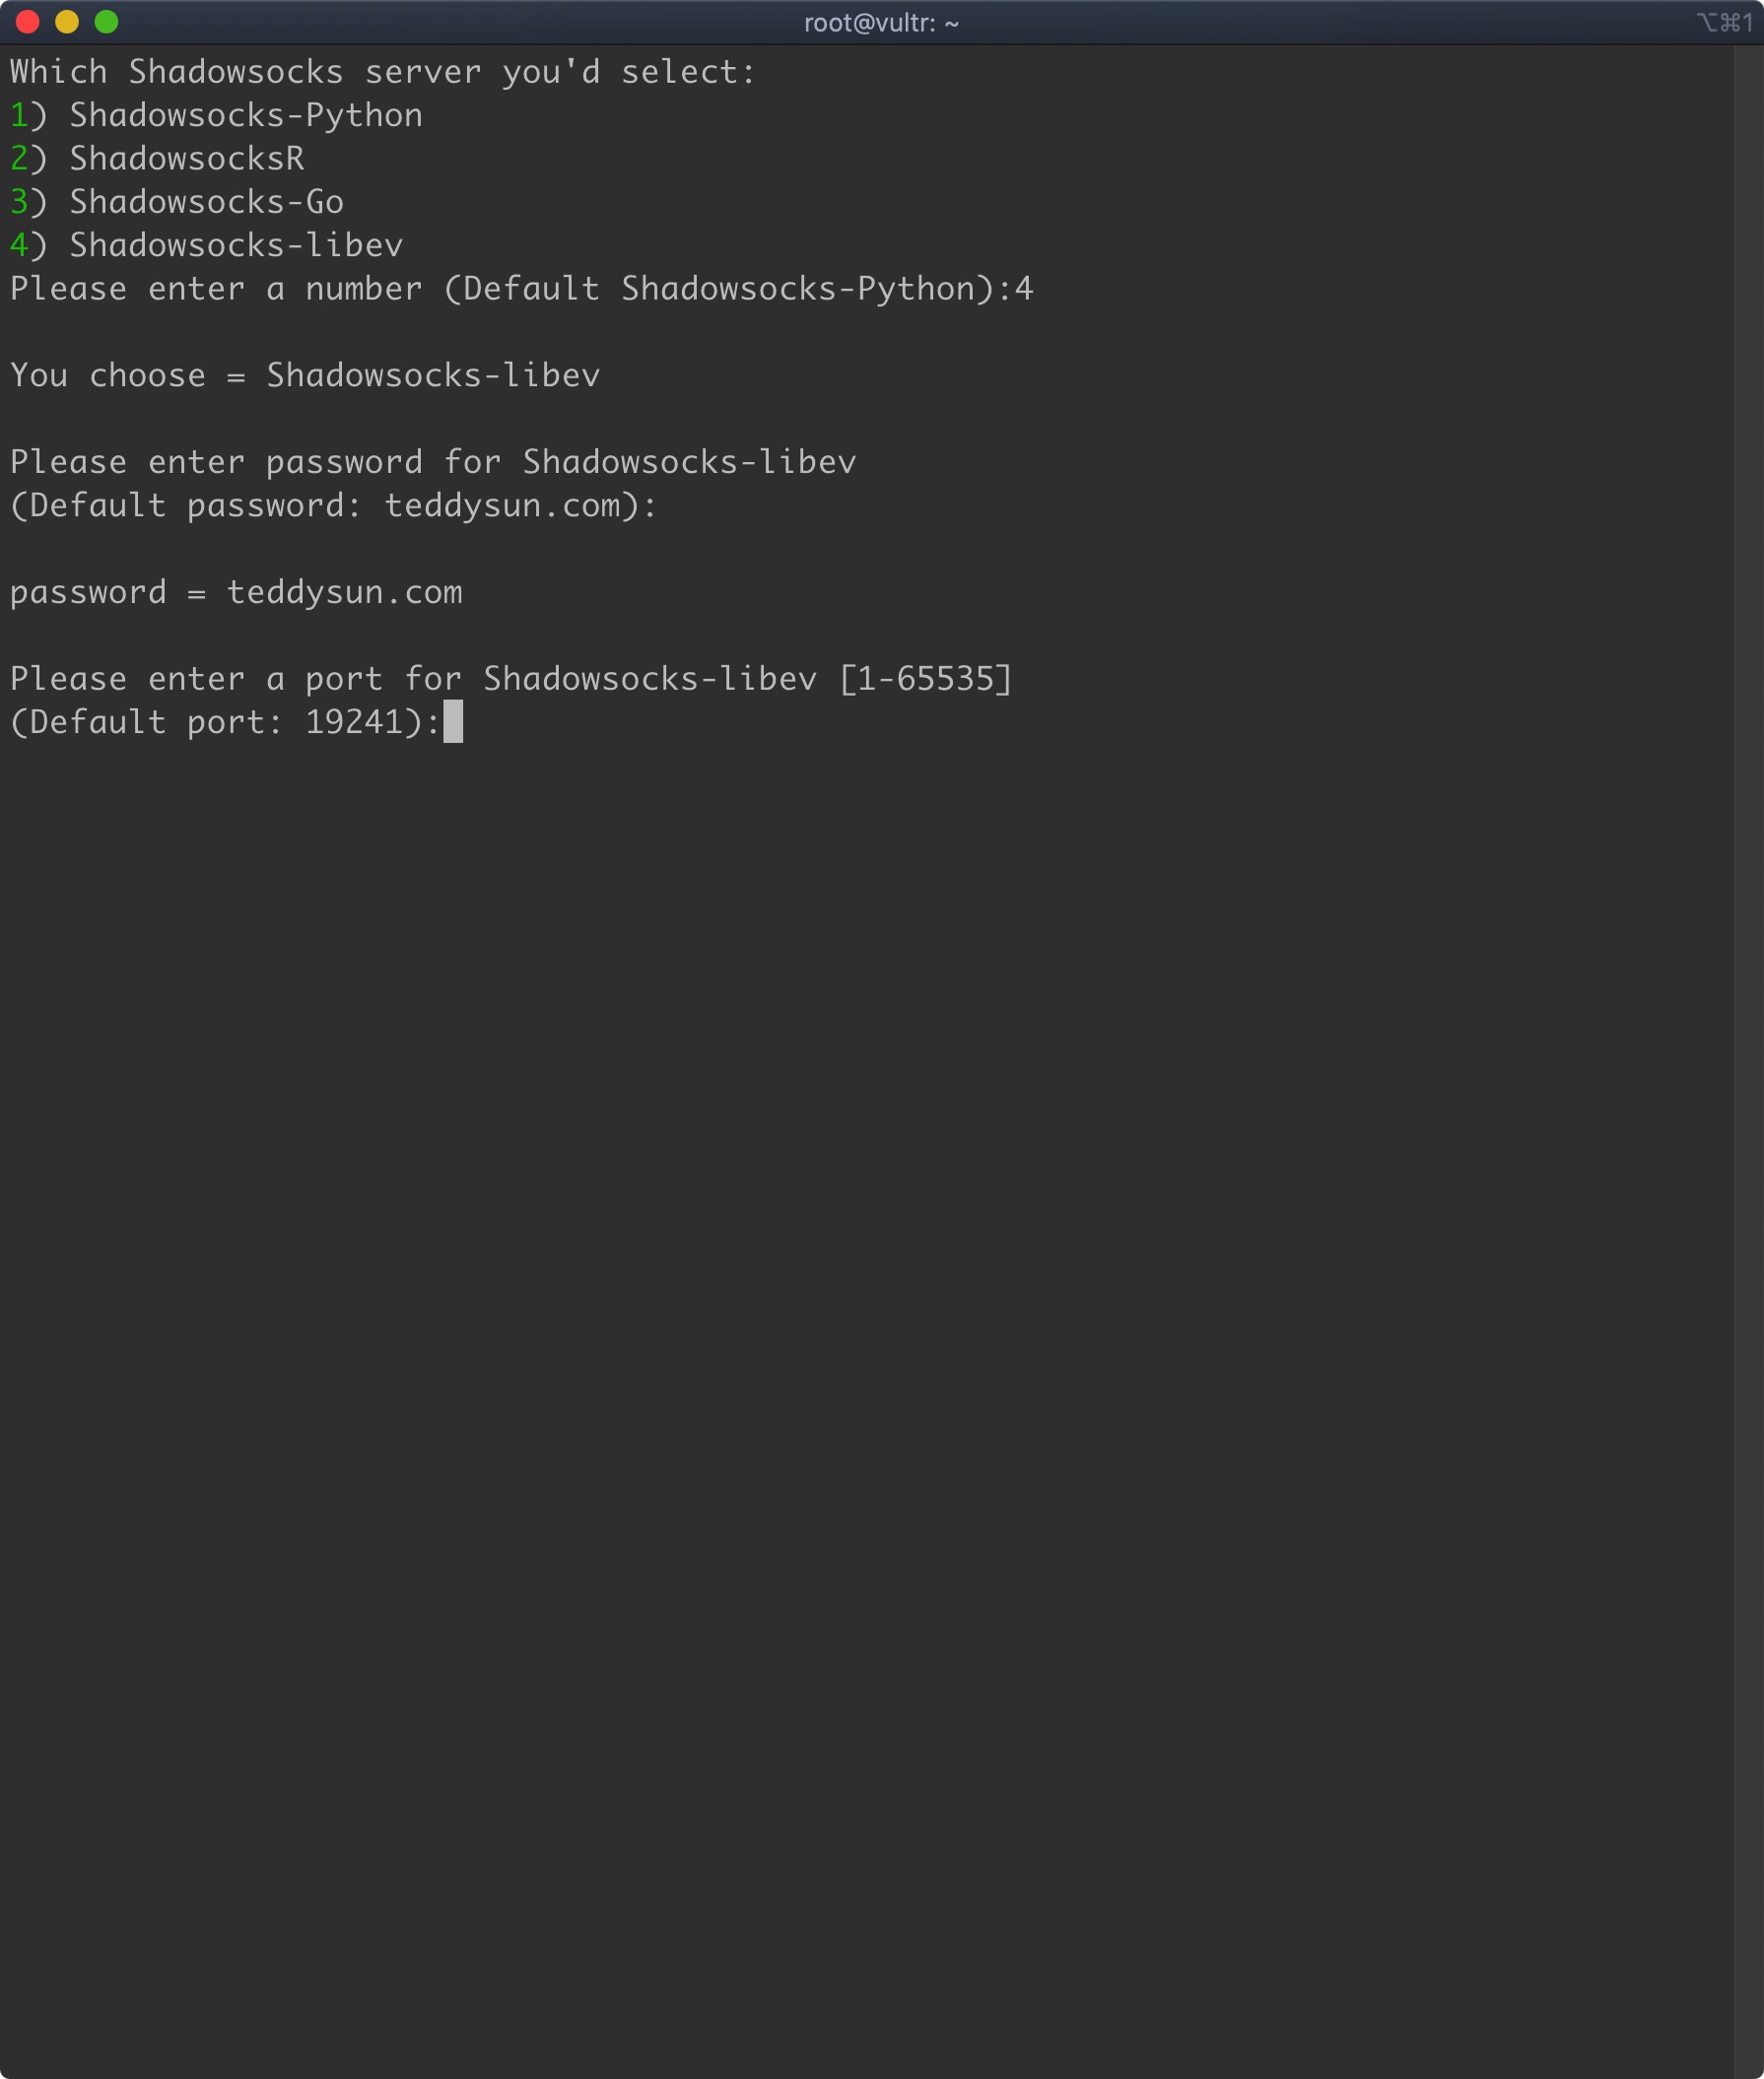 root@vultr: ~
⌥⌘1
Which Shadowsocks server you'd select:
1) Shadowsocks-Python
2) ShadowsocksR
3) Shadowsocks-Go
4) Shadowsocks-libev
Please enter a number (Default Shadowsocks-Python):4
You choose = Shadowsocks-libev
Please enter password for Shadowsocks-libev
(Default password: teddysun.com):
password = teddysun.com
Please enter a port for Shadowsocks-libev [1-65535]
(Default port: 19241):